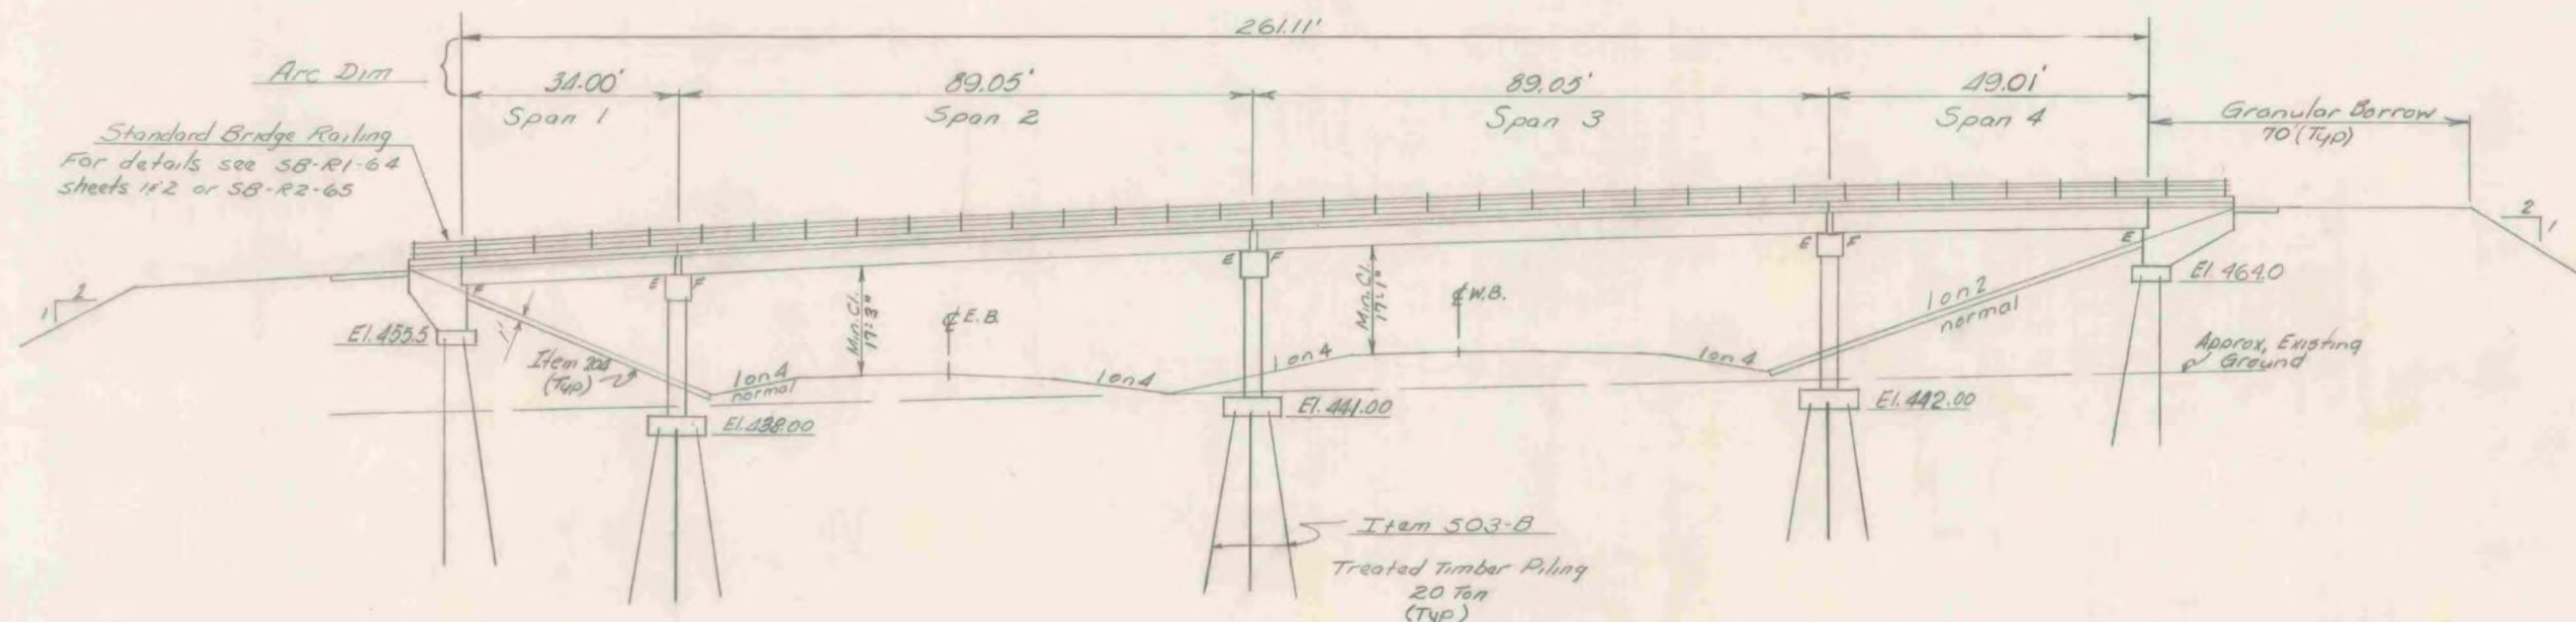 261.11'
Arc Dim
34.00'
89.05'
89.05'
49.01'
Span 1
Span 2
Span 3
Span 4
Granular Borrow
70' (Typ)
Standard Bridge Railing
For details see SB-R1-64
sheets 1&2 or SB-R2-65
2
1
2
1
E
F
E
F
E
F
E
F
Min. Cl.
17'-3"
Min. Cl.
17'-1"
₵ E.B.
₵ W.B.
El. 455.5
El. 464.0
1'
Item 204
(Typ)
1 on 4
normal
1 on 4
1 on 4
1 on 4
1 on 2
normal
Approx. Existing
Ground
El. 438.00
El. 441.00
El. 442.00
Item 503-B
Treated Timber Piling
20 Ton
(Typ)